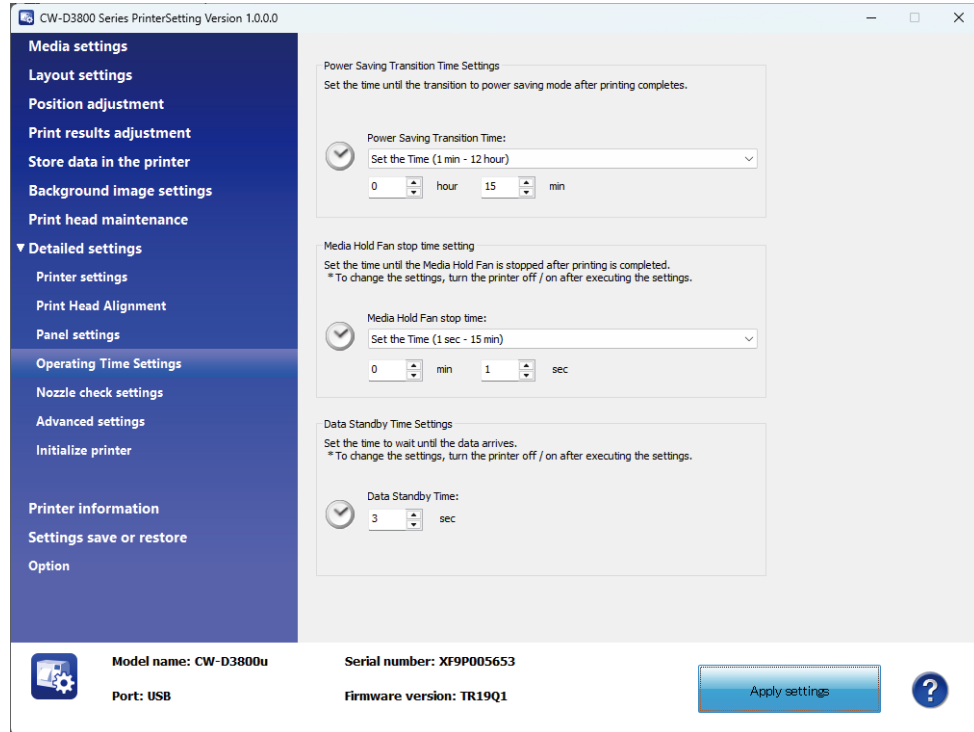 CW-D3800 Series PrinterSetting Version 1.0.0.0
Media settings
Layout settings
Position adjustment
Print results adjustment
Store data in the printer
Background image settings
Print head maintenance
▼ Detailed settings
Printer settings
Print Head Alignment
Panel settings
Operating Time Settings
Nozzle check settings
Advanced settings
Initialize printer
Printer information
Settings save or restore
Option
Power Saving Transition Time Settings
Set the time until the transition to power saving mode after printing completes.
Power Saving Transition Time:
Set the Time (1 min - 12 hour)
0 hour 15 min
Media Hold Fan stop time setting
Set the time until the Media Hold Fan is stopped after printing is completed.
* To change the settings, turn the printer off / on after executing the settings.
Media Hold Fan stop time:
Set the Time (1 sec - 15 min)
0 min 1 sec
Data Standby Time Settings
Set the time to wait until the data arrives.
* To change the settings, turn the printer off / on after executing the settings.
Data Standby Time:
3 sec
Model name: CW-D3800u
Serial number: XF9P005653
Port: USB
Firmware version: TR19Q1
Apply settings
?